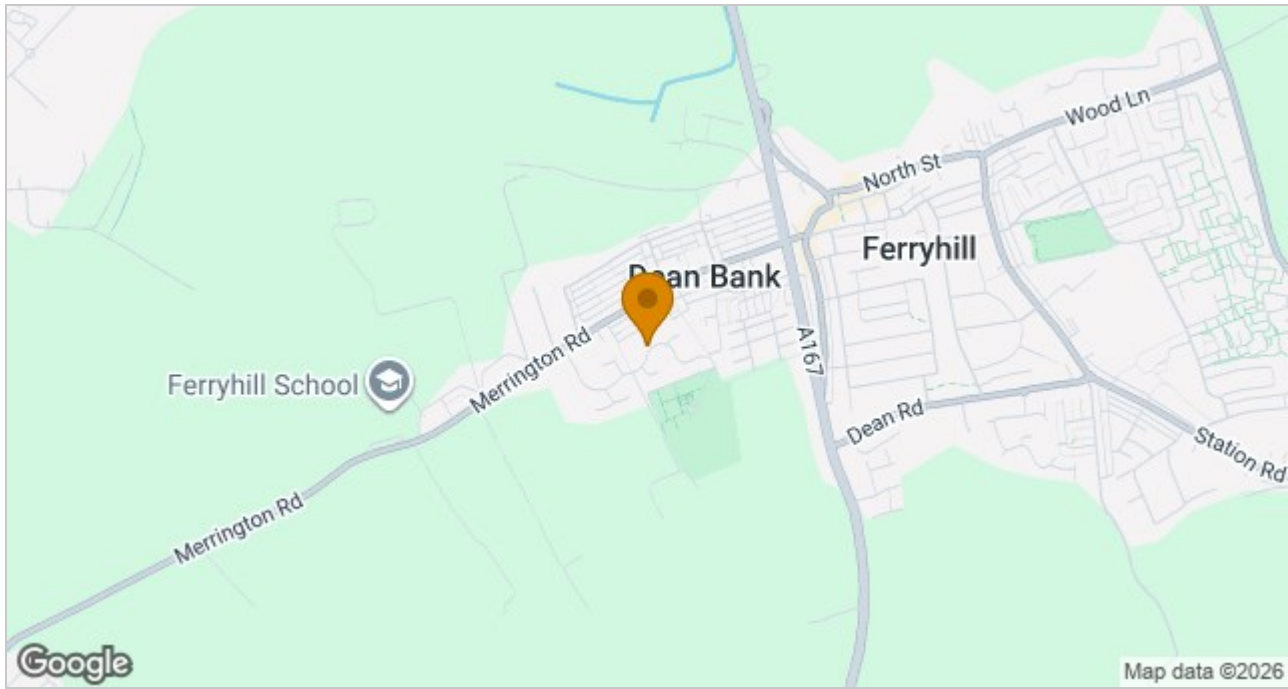 Wood Ln
North St
Ferryhill
Dean Bank
A167
Merrington Rd
Ferryhill School
Dean Rd
Station Rd
Merrington Rd
Google
Map data ©2026